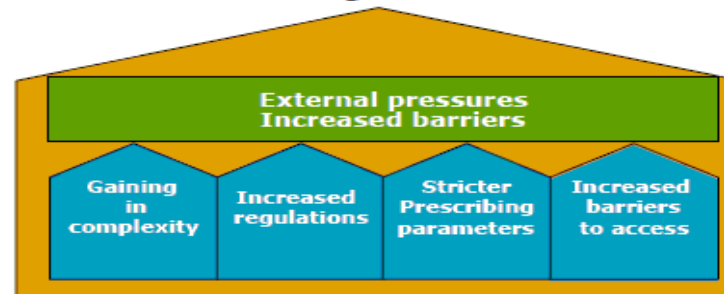 External pressures
Increased barriers
Gaining
in
complexity
Increased
regulations
Stricter
Prescribing
parameters
Increased
barriers
to access